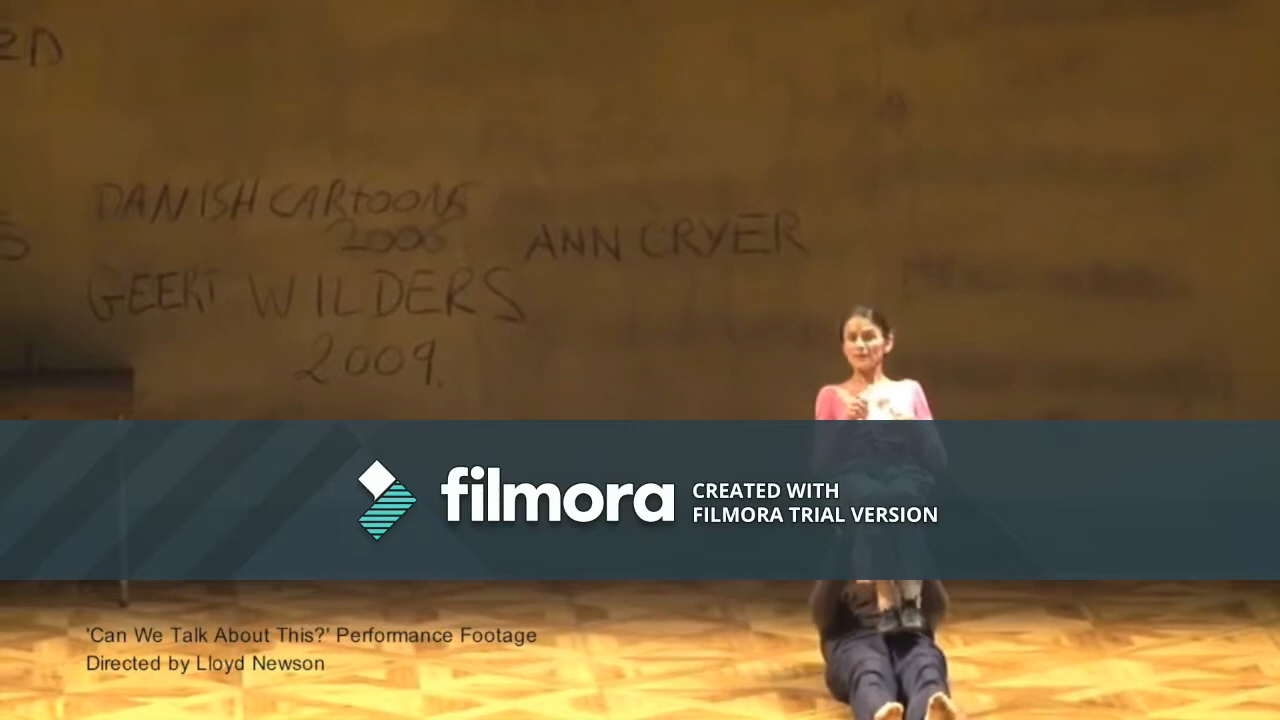 DANISH CARTOONS
2006
GEERT WILDERS
2009.
ANN CRYER
filmora
CREATED WITH
FILMORA TRIAL VERSION
'Can We Talk About This?' Performance Footage
Directed by Lloyd Newson